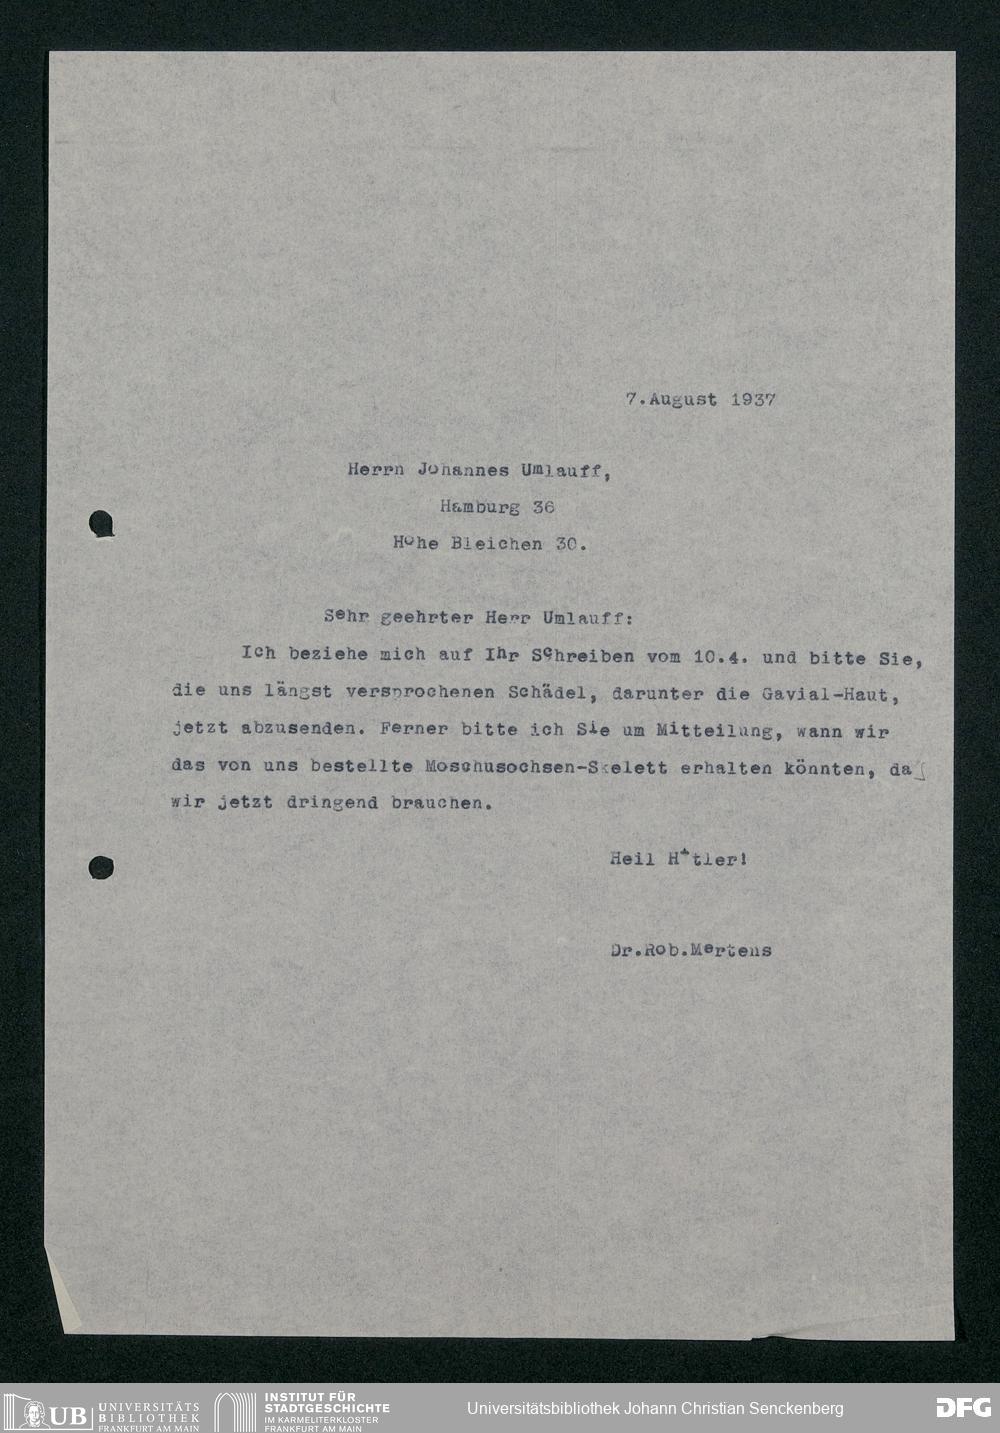 7.August 1937
Herrn Johannes Umlauff,
Hamburg 36
Hohe Bleichen 30.
Sehr geehrter Herr Umlauff:
Ich beziehe mich auf Ihr Schreiben vom 10.4. und bitte Sie,
die uns längst versprochenen Schädel, darunter die Gavial-Haut,
jetzt abzusenden. Ferner bitte ich Sie um Mitteilung, wann wir
das von uns bestellte Moschusochsen-Skelett erhalten könnten, da
wir jetzt dringend brauchen.
Heil Hitler!
Dr.Rob.Mertens
UB UNIVERSITÄTS
BIBLIOTHEK
FRANKFURT AM MAIN
INSTITUT FÜR
STADTGESCHICHTE
IM KARMELITERKLOSTER
FRANKFURT AM MAIN
Universitätsbibliothek Johann Christian Senckenberg
DFG